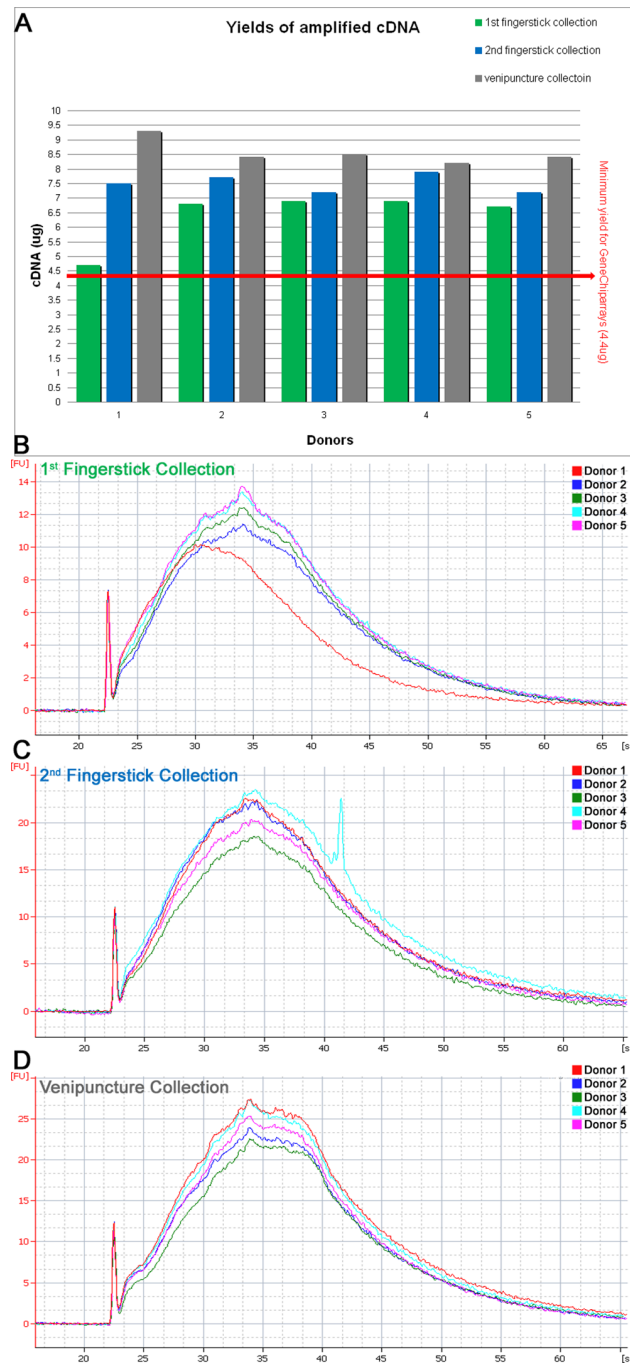 A
Yields of amplified cDNA
1st fingerstick collection
2nd fingerstick collection
venipuncture collectoin
10
9.5
9
8.5
8
7.5
7
6.5
6
5.5
5
4.5
4
3.5
3
2.5
2
1.5
1
0.5
0
cDNA (ug)
Minimum yield for GeneChiparrays (4.4ug)
1 2 3 4 5
Donors
B
[FU]
1st Fingerstick Collection
Donor 1
Donor 2
Donor 3
Donor 4
Donor 5
14
12
10
8
6
4
2
0
20 25 30 35 40 45 50 55 60 65 [s
C
[FU]
2nd Fingerstick Collection
Donor 1
Donor 2
Donor 3
Donor 4
Donor 5
20
15
10
5
0
20 25 30 35 40 45 50 55 60 [s
D
[FU]
Venipuncture Collection
Donor 1
Donor 2
Donor 3
Donor 4
Donor 5
25
20
15
10
5
0
20 25 30 35 40 45 50 55 60 [s